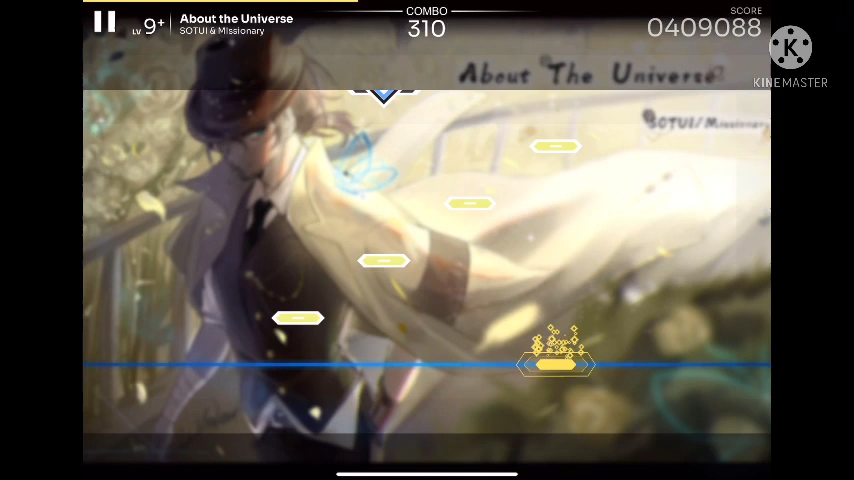 COMBO
310
LV 9+
About the Universe
SOTUI & MIssionary
SCORE
0409088
K
KINEMASTER
About The Universe
SOTUI/Missionary